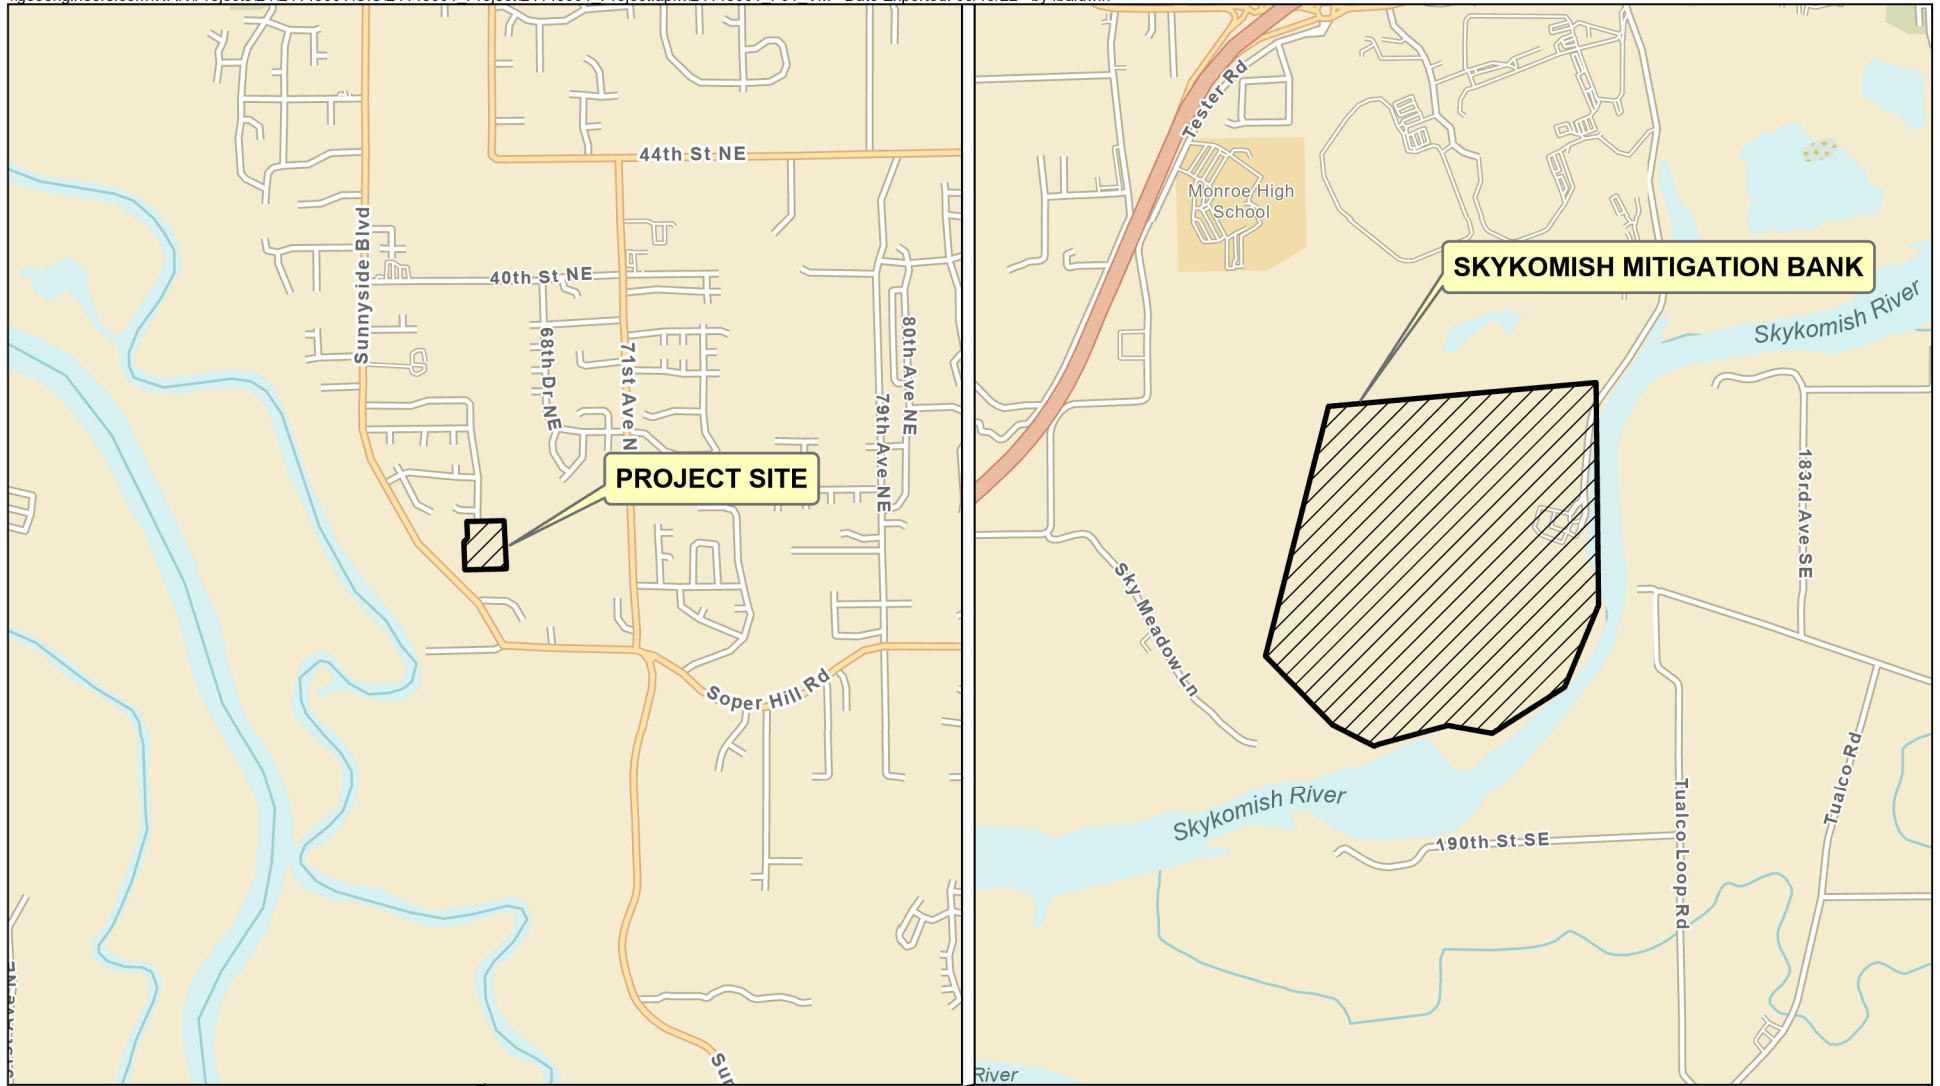 44th St NE
Sunnyside Blvd
40th St NE
68th Dr NE
71st Ave N
80th Ave NE
79th Ave NE
PROJECT SITE
Soper Hill Rd
Sun
Tester Rd
Monroe High
School
SKYKOMISH MITIGATION BANK
Skykomish River
183rd Ave SE
Sky Meadow Ln
Skykomish River
190th St SE
Tualco Loop Rd
Tualco Rd
River